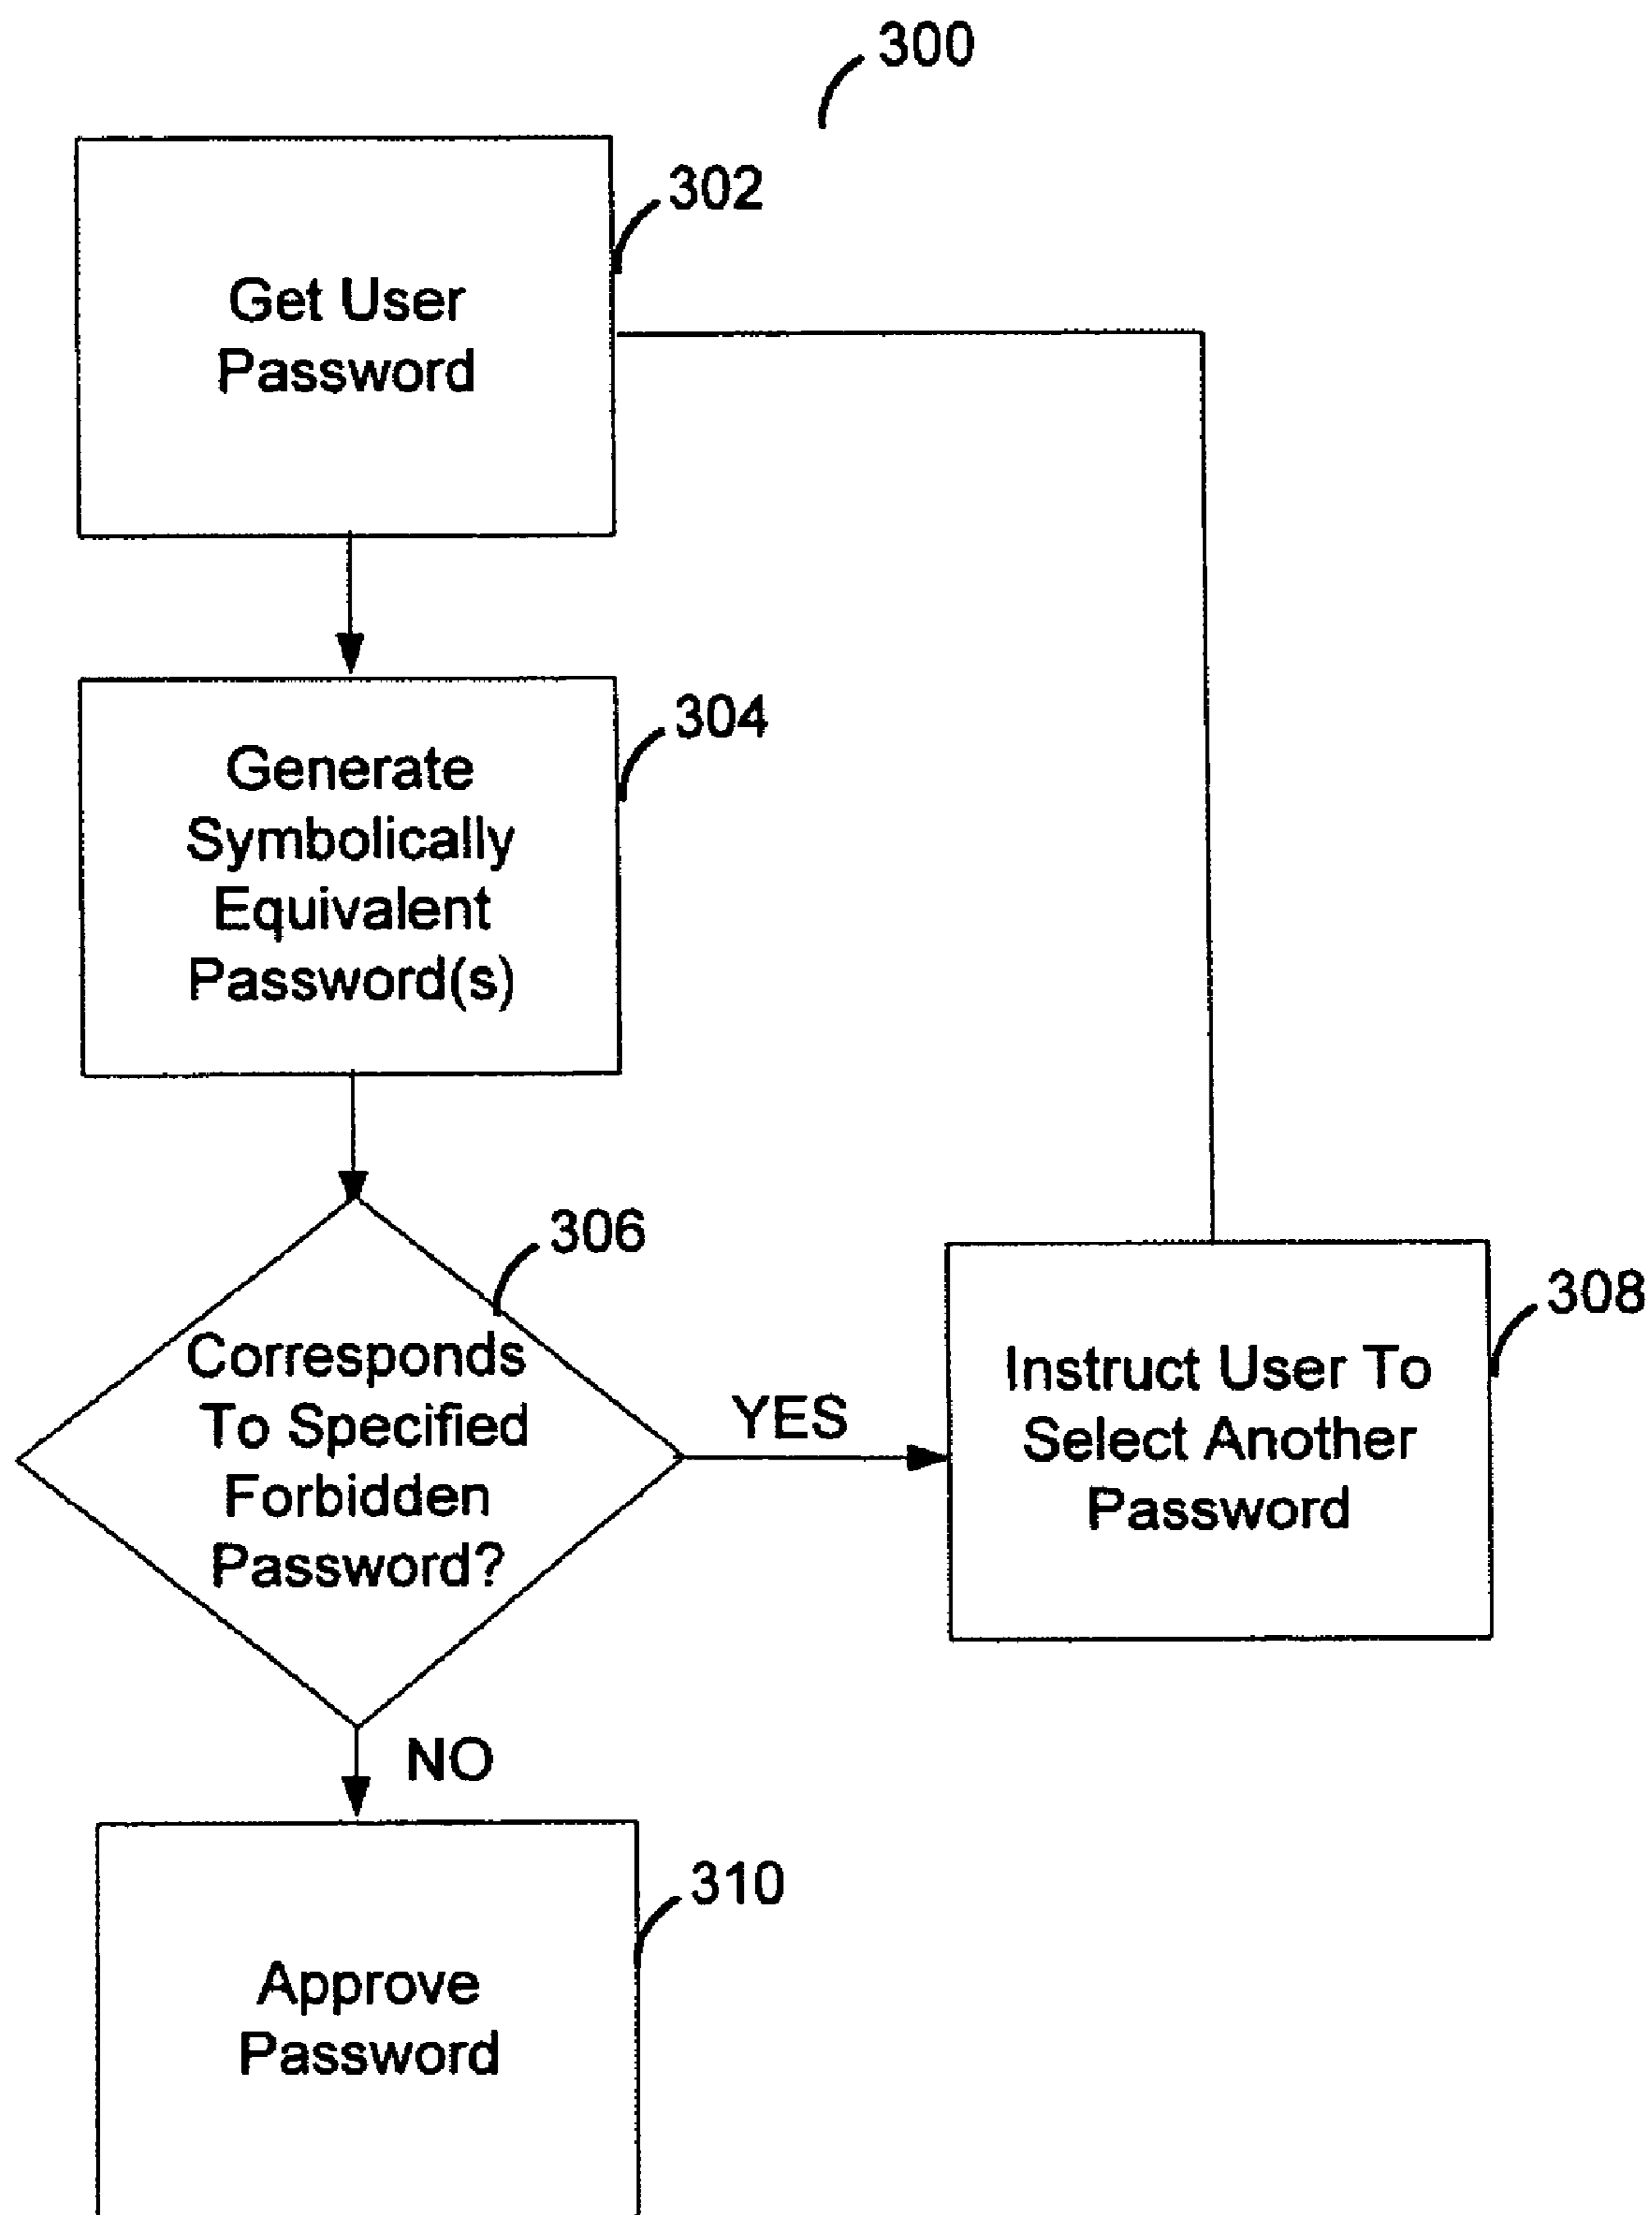 300
302
Get User
Password
304
Generate
Symbolically
Equivalent
Password(s)
306
Corresponds
To Specified
Forbidden
Password?
YES
308
Instruct User To
Select Another
Password
NO
310
Approve
Password